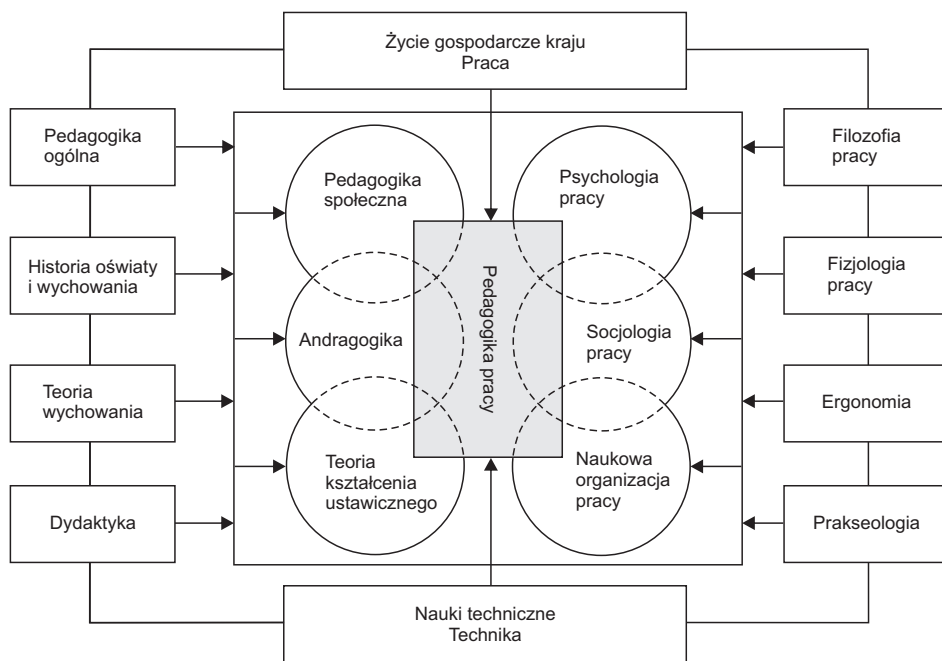 Życie gospodarcze kraju
Praca
Pedagogika
ogólna
Historia oświaty
i wychowania
Teoria
wychowania
Dydaktyka
Pedagogika
społeczna
Andragogika
Teoria
kształcenia
ustawicznego
Pedagogika pracy
Psychologia
pracy
Socjologia
pracy
Naukowa
organizacja
pracy
Filozofia
pracy
Fizjologia
pracy
Ergonomia
Prakseologia
Nauki techniczne
Technika